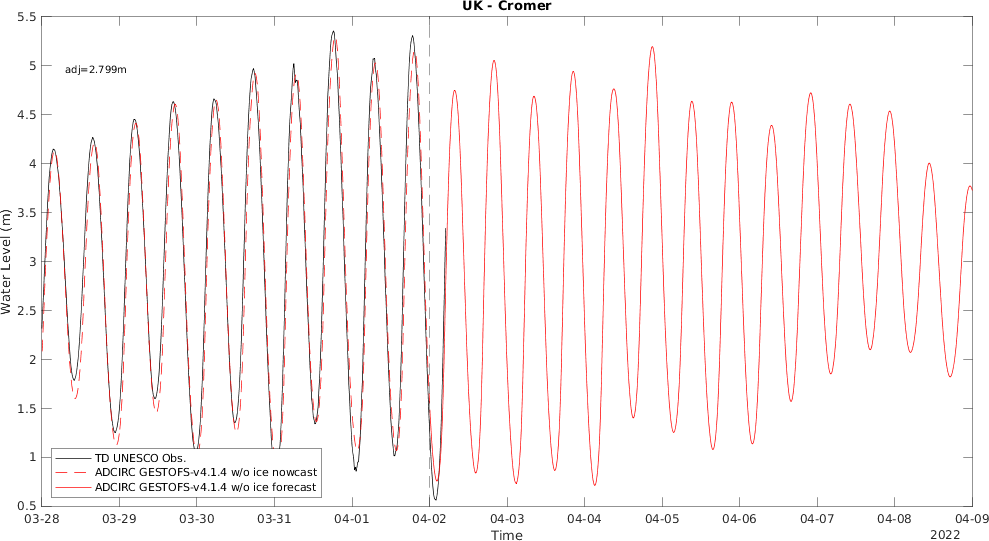 UK - Cromer
5.5
5
4.5
4
3.5
3
2.5
2
1.5
1
0.5
Water Level (m)
adj=2.799m
TD UNESCO Obs.
ADCIRC GESTOFS-v4.1.4 w/o ice nowcast
ADCIRC GESTOFS-v4.1.4 w/o ice forecast
03-28 03-29 03-30 03-31 04-01 04-02 04-03 04-04 04-05 04-06 04-07 04-08 04-09
Time
2022